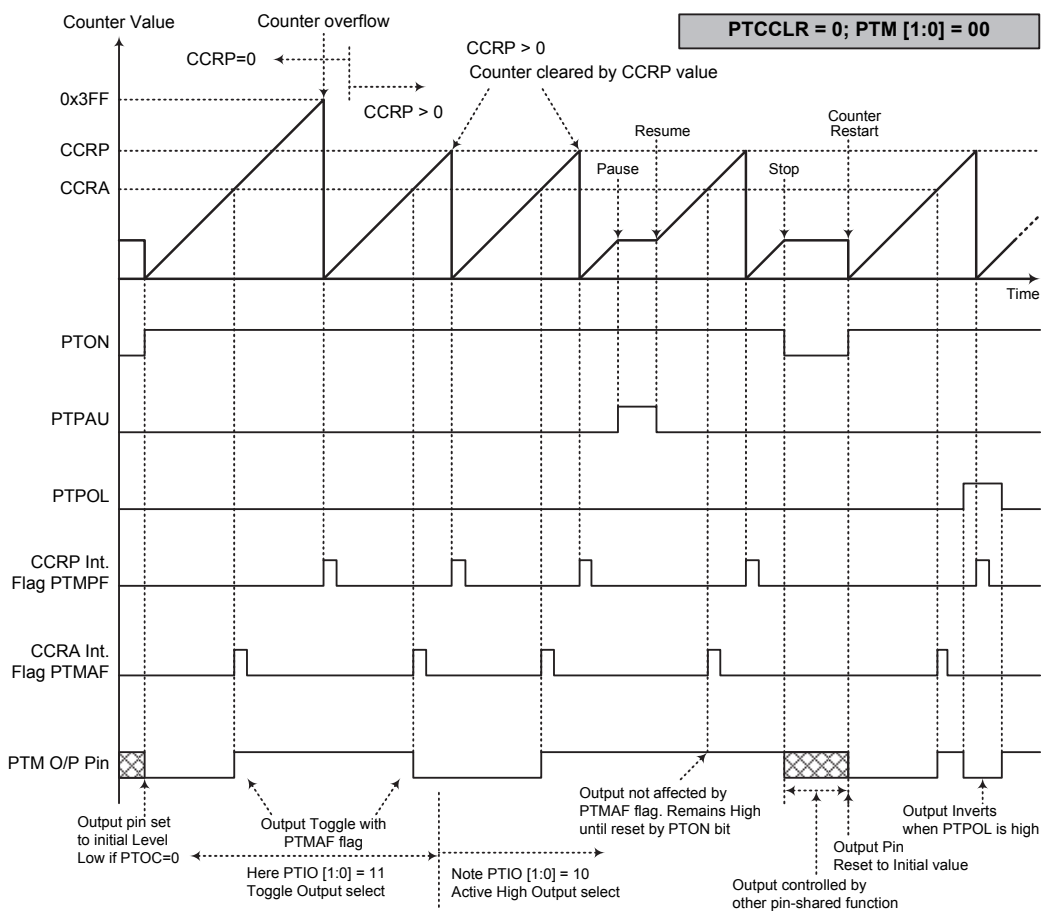 Counter Value
Counter overflow
PTCCLR = 0; PTM [1:0] = 00
CCRP=0
CCRP > 0
CCRP > 0
Counter cleared by CCRP value
0x3FF
CCRP
CCRA
Pause
Resume
Stop
Counter
Restart
Time
PTON
PTPAU
PTPOL
CCRP Int.
Flag PTMPF
CCRA Int.
Flag PTMAF
PTM O/P Pin
Output pin set
to initial Level
Low if PTOC=0
Output Toggle with
PTMAF flag
Here PTIO [1:0] = 11
Toggle Output select
Note PTIO [1:0] = 10
Active High Output select
Output not affected by
PTMAF flag. Remains High
until reset by PTON bit
Output controlled by
other pin-shared function
Output Pin
Reset to Initial value
Output Inverts
when PTPOL is high